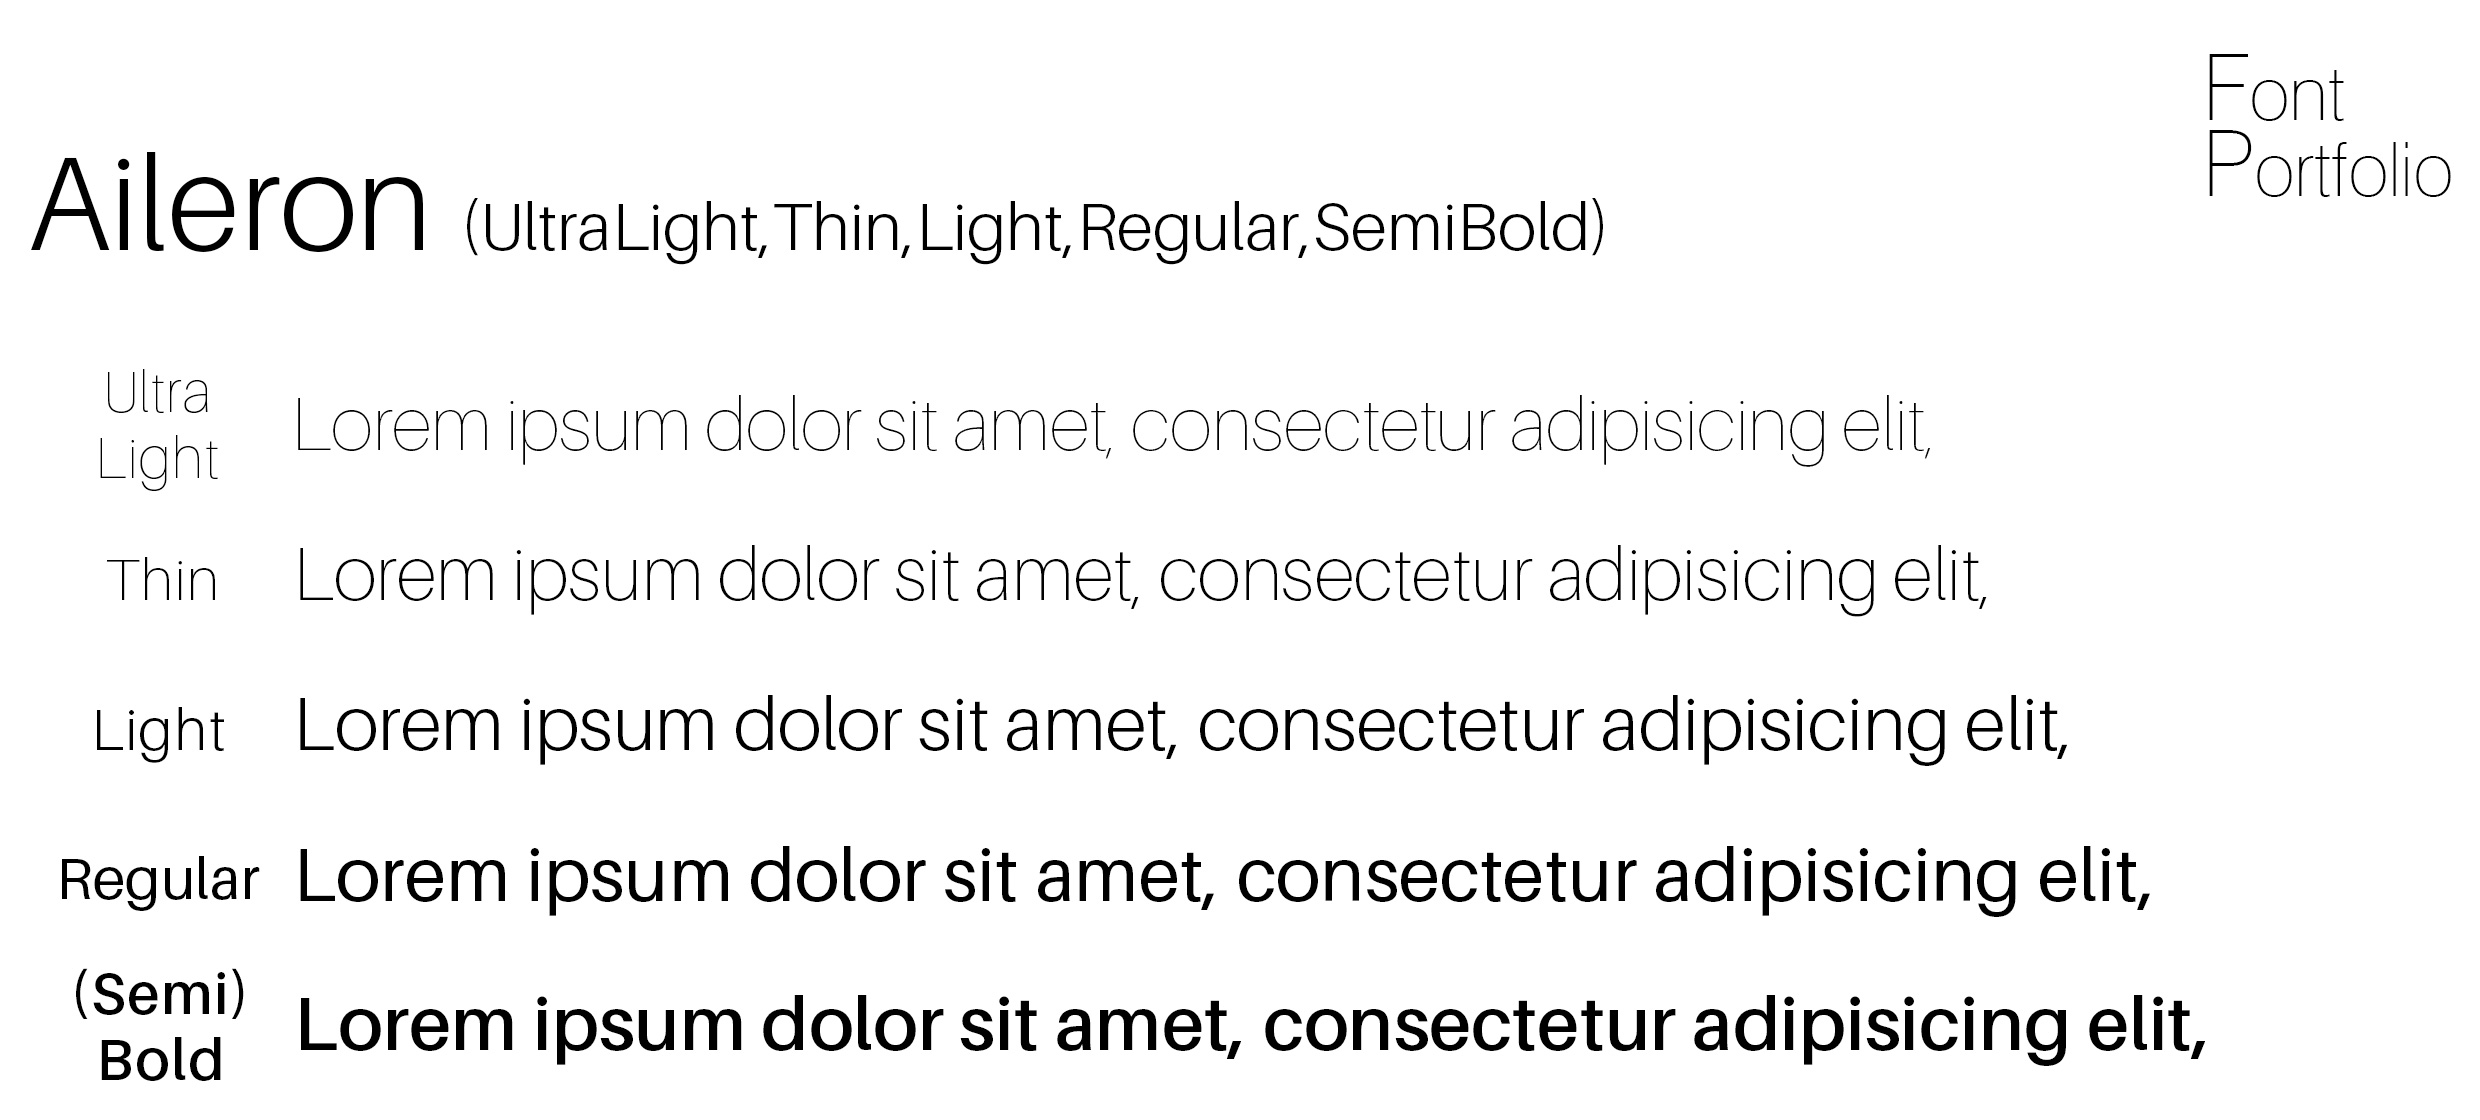 Font
Portfolio
Aileron (UltraLight,Thin,Light,Regular,SemiBold)
Ultra
Light
Lorem ipsum dolor sit amet, consectetur adipisicing elit,
Thin Lorem ipsum dolor sit amet, consectetur adipisicing elit,
Light Lorem ipsum dolor sit amet, consectetur adipisicing elit,
Regular Lorem ipsum dolor sit amet, consectetur adipisicing elit,
(Semi)
Bold
Lorem ipsum dolor sit amet, consectetur adipisicing elit,